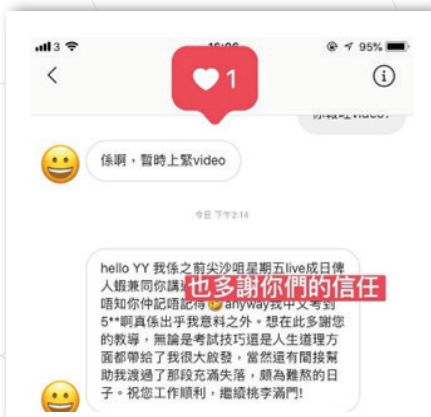 3
16:06
95%
1
係啊，暫時上緊video
今日 下午2:14
hello YY 我係之前尖沙咀星期五live成日俾
人蝦兼同你講
也多謝你們的信任
唔知你仲記唔記得 anyway我中文考到
5**啊真係出乎我意料之外。想在此多謝您
的教導，無論是考試技巧還是人生道理方
面都帶給了我很大啟發，當然還有間接幫
助我渡過了那段充滿失落，頗為難熬的日
子。祝您工作順利，繼續桃李滿門!